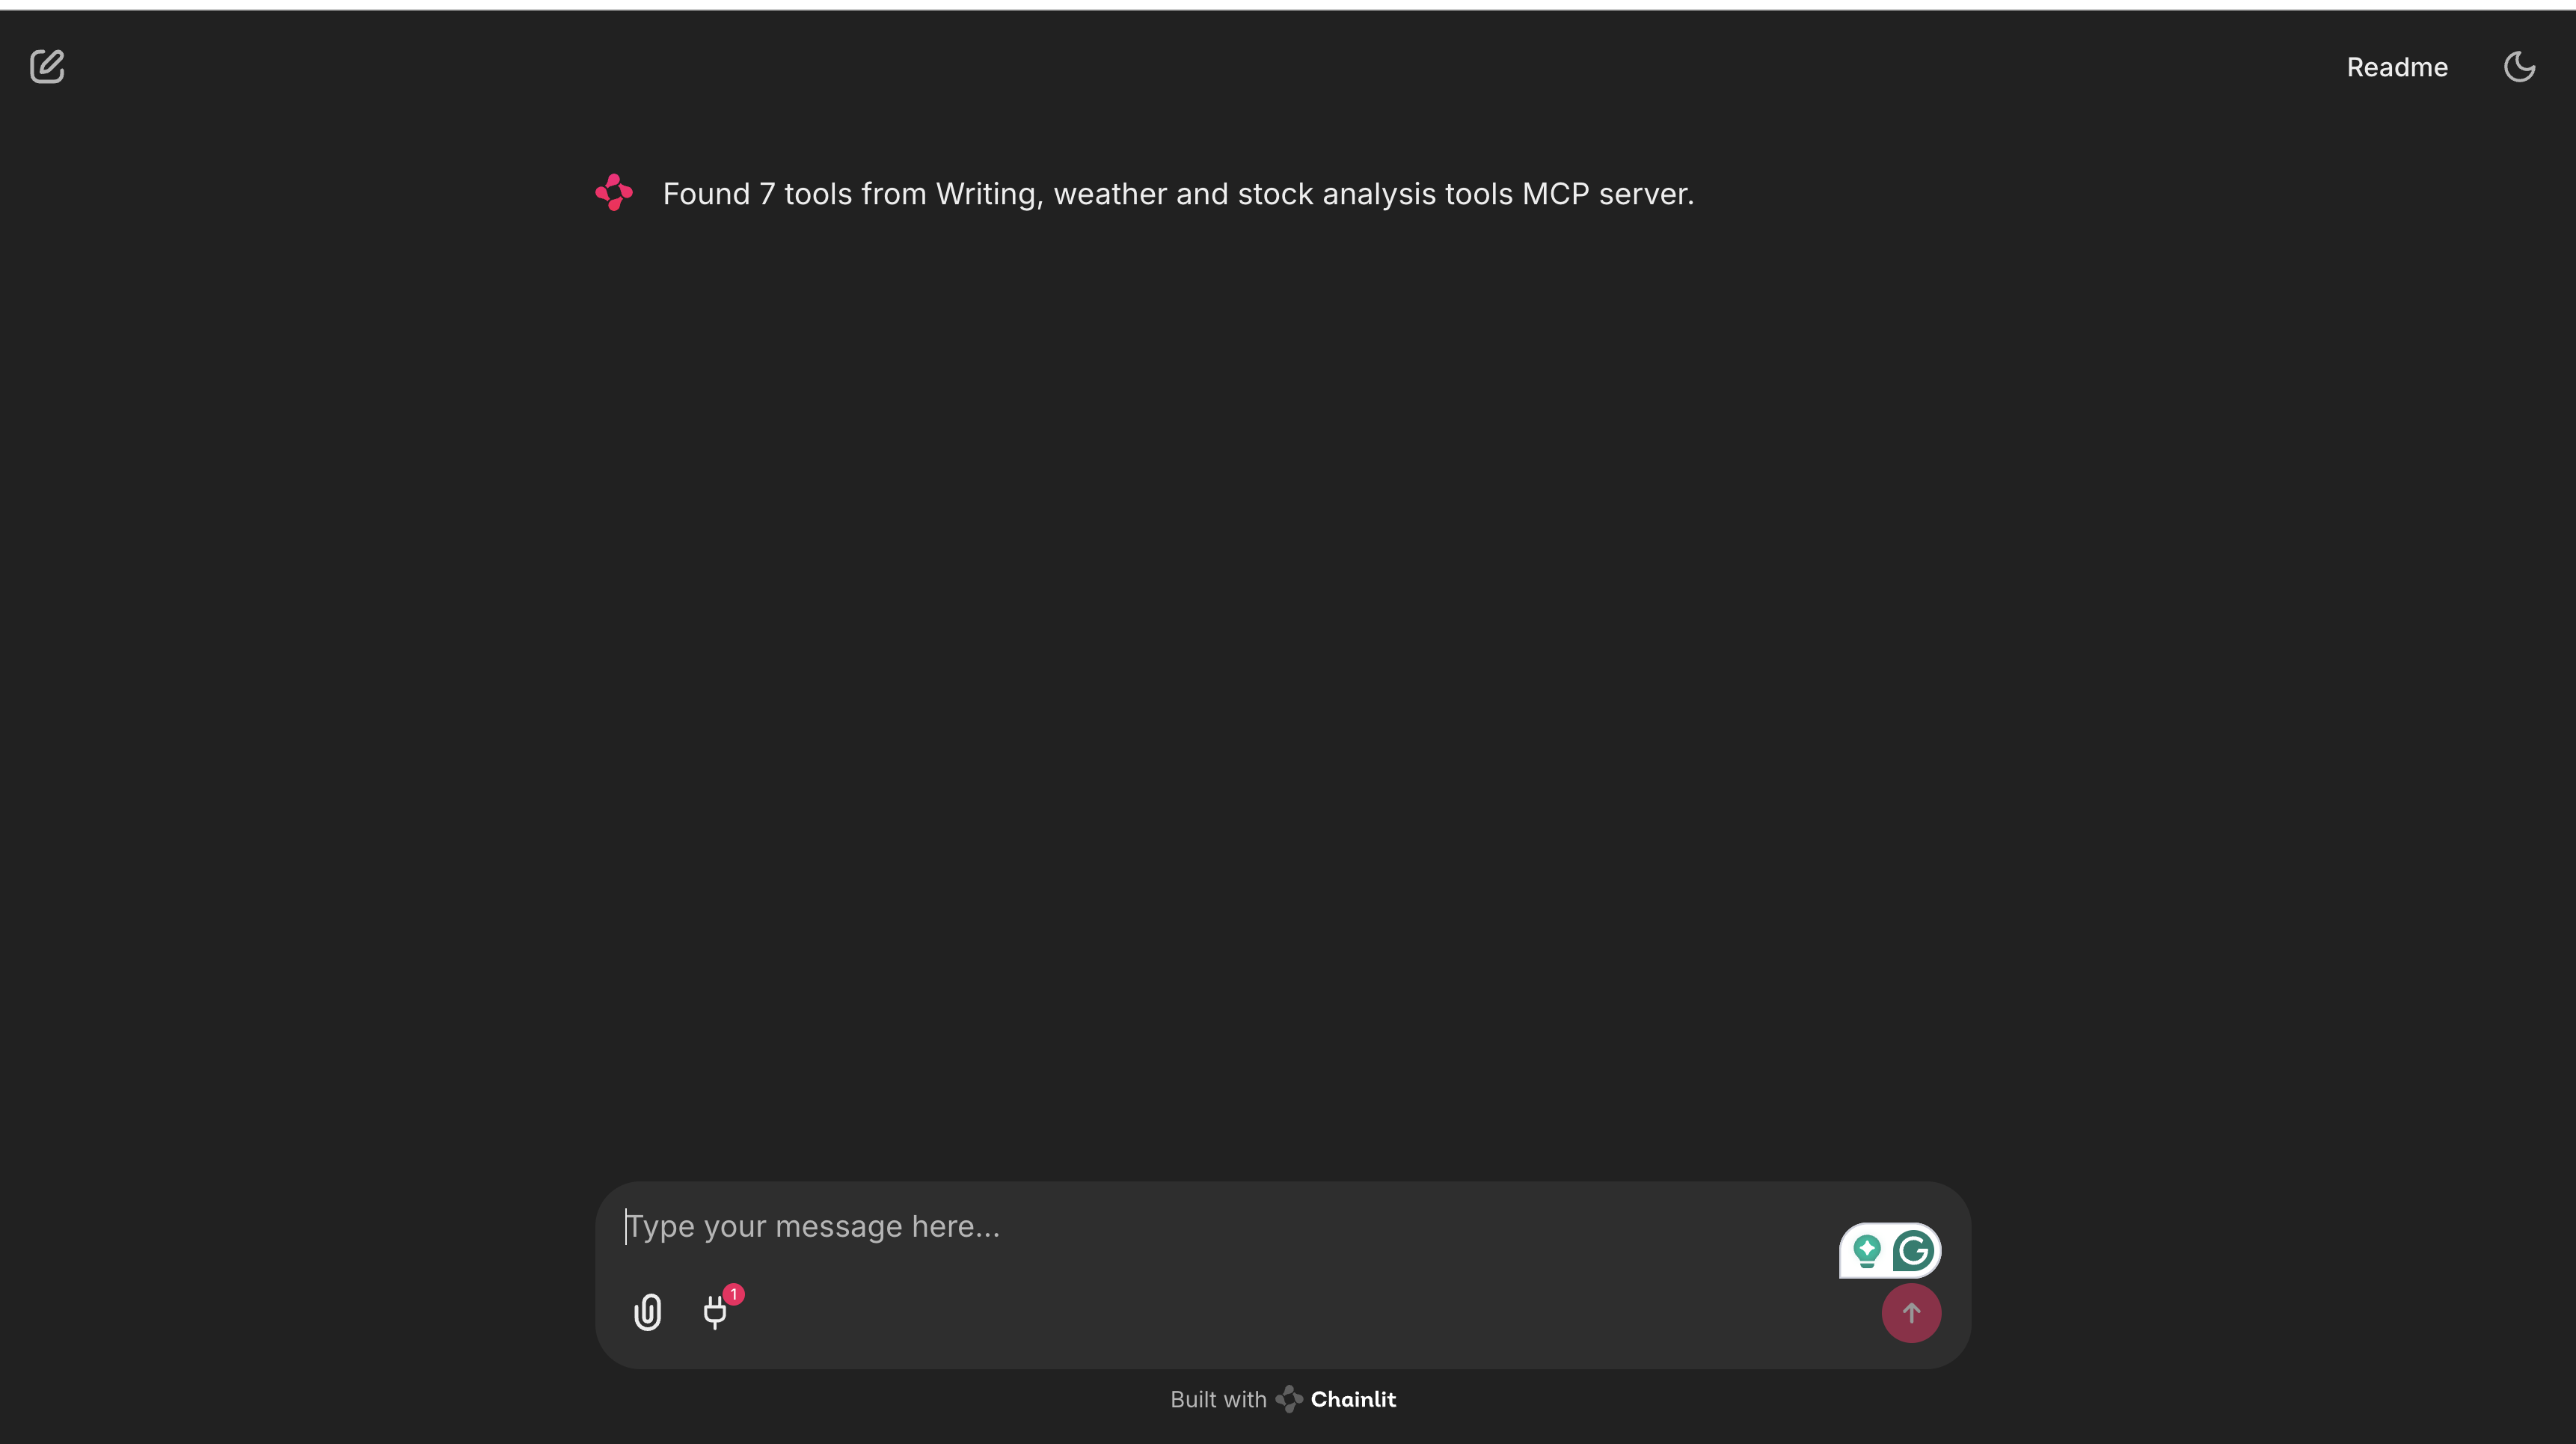 Readme
Found 7 tools from Writing, weather and stock analysis tools MCP server.
Type your message here...
1
Built with Chainlit